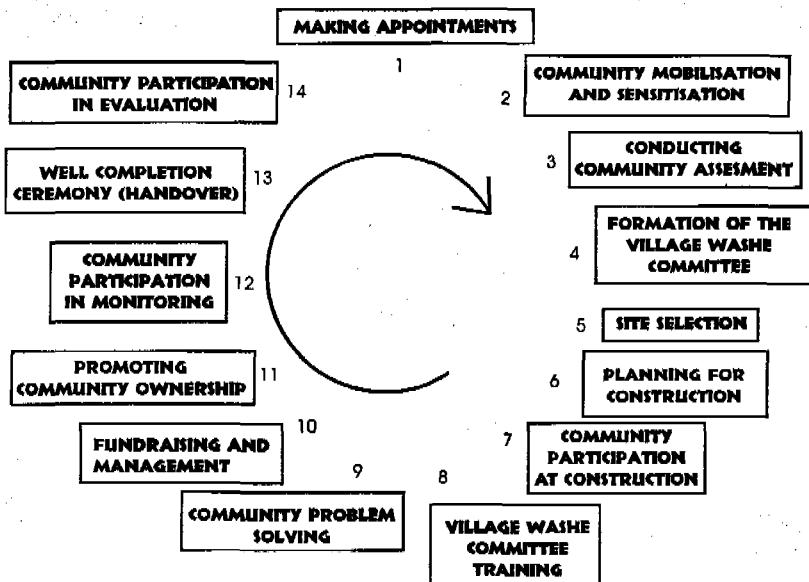 MAKING APPOINTMENTS
1
COMMUNITY MOBILISATION
AND SENSITISATION
2
CONDUCTING
COMMUNITY ASSESMENT
3
FORMATION OF THE
VILLAGE WASHE
COMMITTEE
4
SITE SELECTION
5
PLANNING FOR
CONSTRUCTION
6
COMMUNITY
PARTICIPATION
AT CONSTRUCTION
7
VILLAGE WASHE
COMMITTEE
TRAINING
8
COMMUNITY PROBLEM
SOLVING
9
FUNDRAISING AND
MANAGEMENT
10
PROMOTING
COMMUNITY OWNERSHIP
11
COMMUNITY
PARTICIPATION
IN MONITORING
12
WELL COMPLETION
CEREMONY (HANDOVER)
13
COMMUNITY PARTICIPATION
IN EVALUATION
14